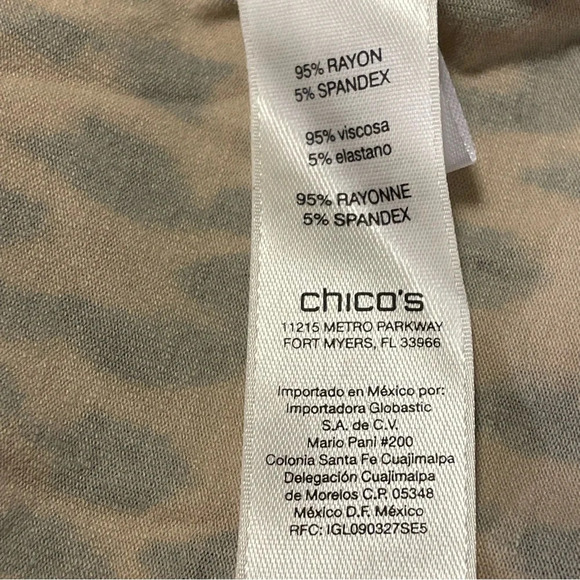 95% RAYON
5% SPANDEX
95% viscosa
5% elastano
95% RAYONNE
5% SPANDEX
chico's
11215 METRO PARKWAY
FORT MYERS, FL 33966
Importado en México por:
Importadora Globastic
S.A. de C.V.
Mario Pani #200
Colonia Santa Fe Cuajimalpa
Delegación Cuajimalpa
de Morelos C.P. 05348
México D.F. México
RFC: IGL090327SE5